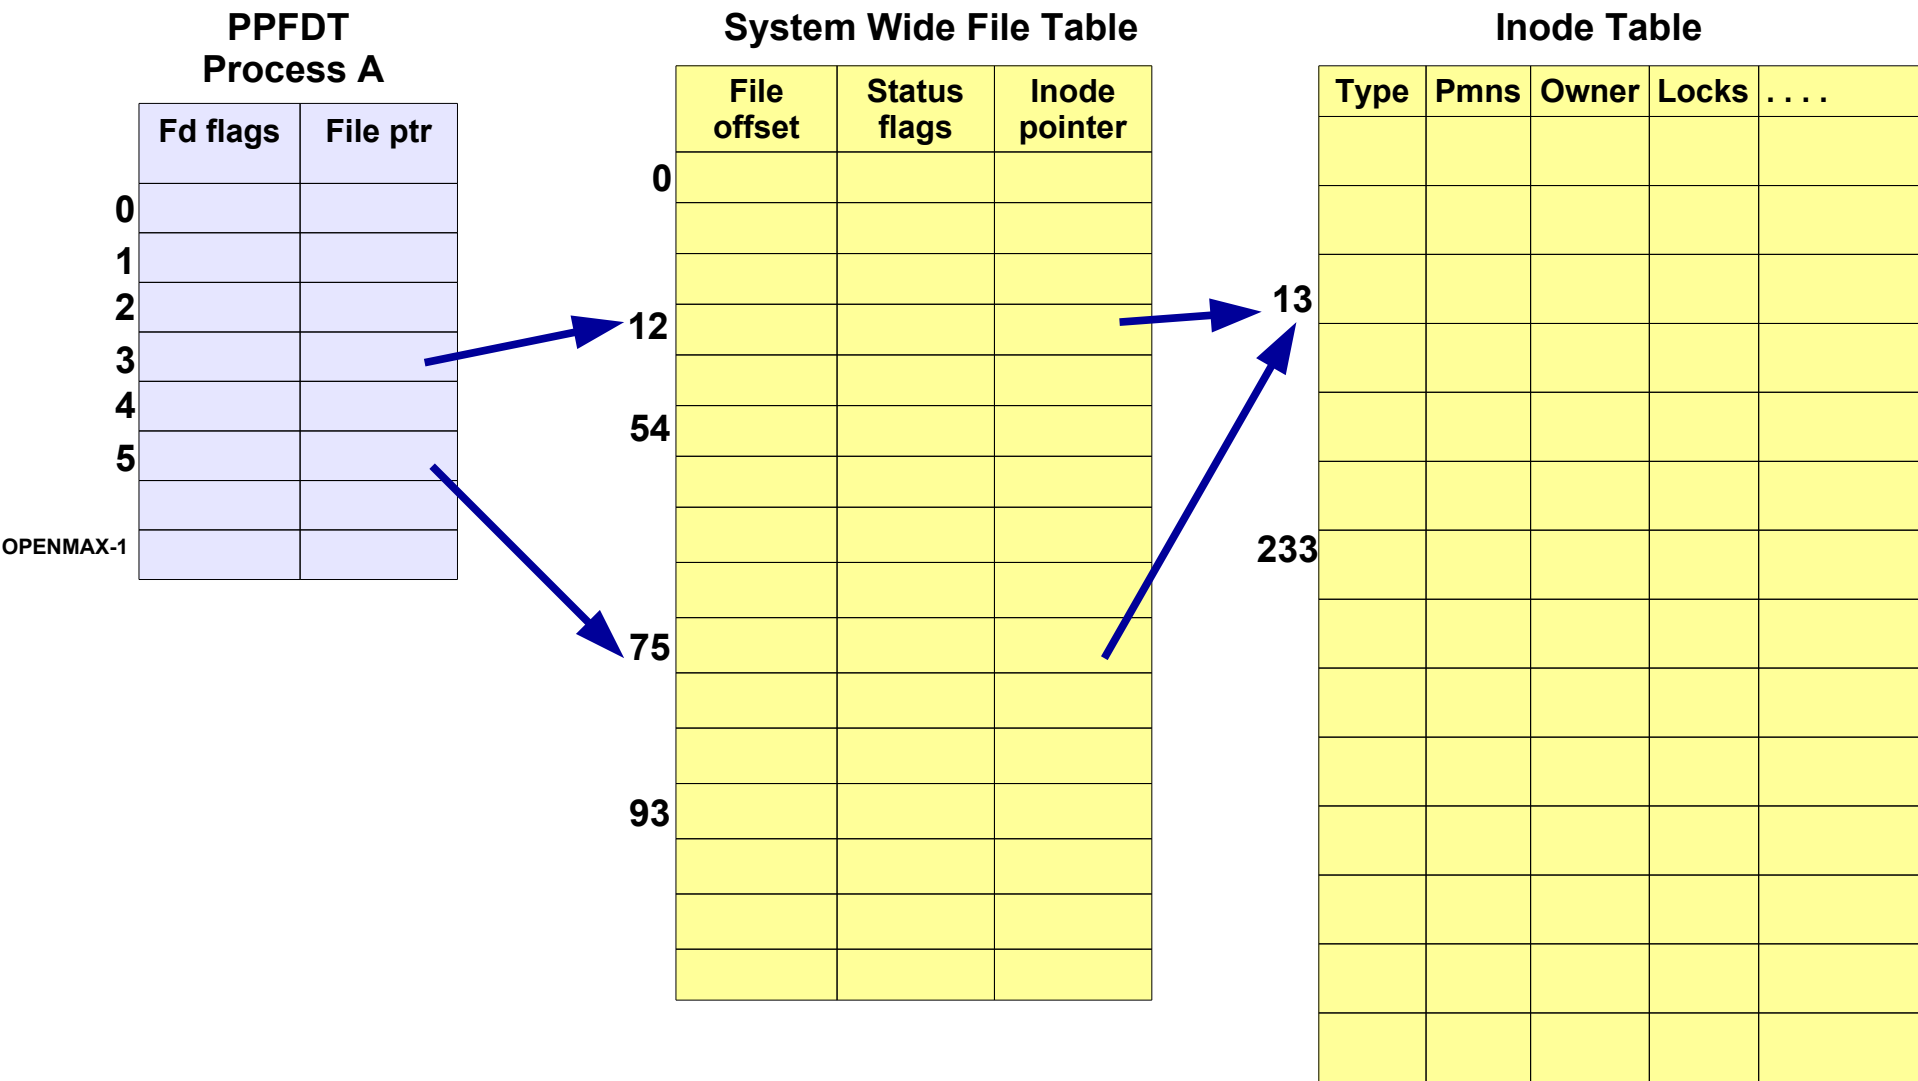 PPFDT
Process A
Fd flags
File ptr
0
1
2
3
4
5
OPENMAX-1
System Wide File Table
File
offset
Status
flags
Inode
pointer
0
12
54
75
93
Inode Table
Type
Pmns
Owner
Locks
. . . .
13
233